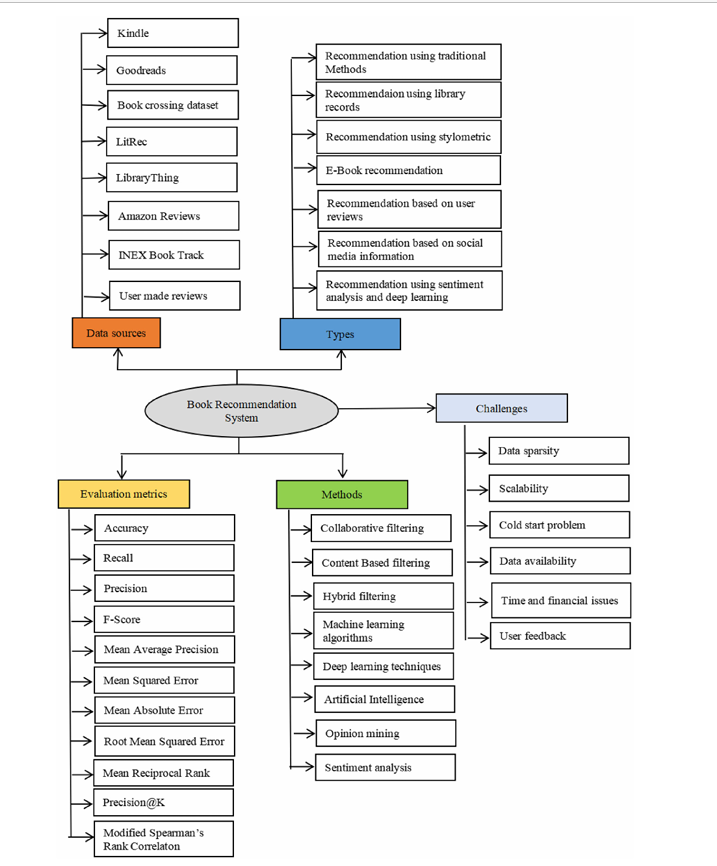 Kindle
Goodreads
Book crossing dataset
LitRec
LibraryThing
Amazon Reviews
INEX Book Track
User made reviews
Data sources
Recommendation using traditional
Methods
Recommendaion using library
records
Recommendation using stylometric
E-Book recommendation
Recommendation based on user
reviews
Recommendation based on social
media information
Recommendation using sentiment
analysis and deep learning
Types
Book Recommendation
System
Challenges
Data sparsity
Scalability
Cold start problem
Data availability
Time and financial issues
User feedback
Evaluation metrics
Accuracy
Recall
Precision
F-Score
Mean Average Precision
Mean Squared Error
Mean Absolute Error
Root Mean Squared Error
Mean Reciprocal Rank
Precision@K
Modified Spearman's
Rank Correlaton
Methods
Collaborative filtering
Content Based filtering
Hybrid filtering
Machine learning
algorithms
Deep learning techniques
Artificial Intelligence
Opinion mining
Sentiment analysis